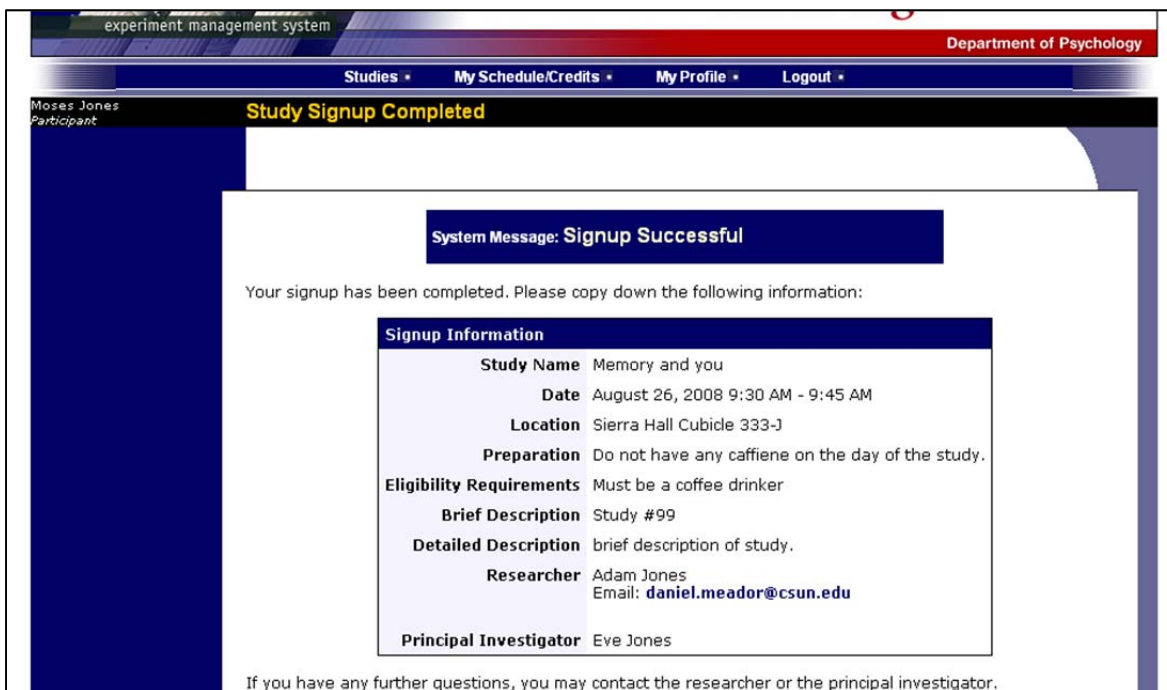 experiment management system
Department of Psychology
Studies
My Schedule/Credits
My Profile
Logout
Moses Jones
Participant
Study Signup Completed
System Message: Signup Successful
Your signup has been completed. Please copy down the following information:
Signup Information
Study Name Memory and you
Date August 26, 2008 9:30 AM - 9:45 AM
Location Sierra Hall Cubicle 333-J
Preparation Do not have any caffiene on the day of the study.
Eligibility Requirements Must be a coffee drinker
Brief Description Study #99
Detailed Description brief description of study.
Researcher Adam Jones
Email: daniel.meador@csun.edu
Principal Investigator Eve Jones
If you have any further questions, you may contact the researcher or the principal investigator.